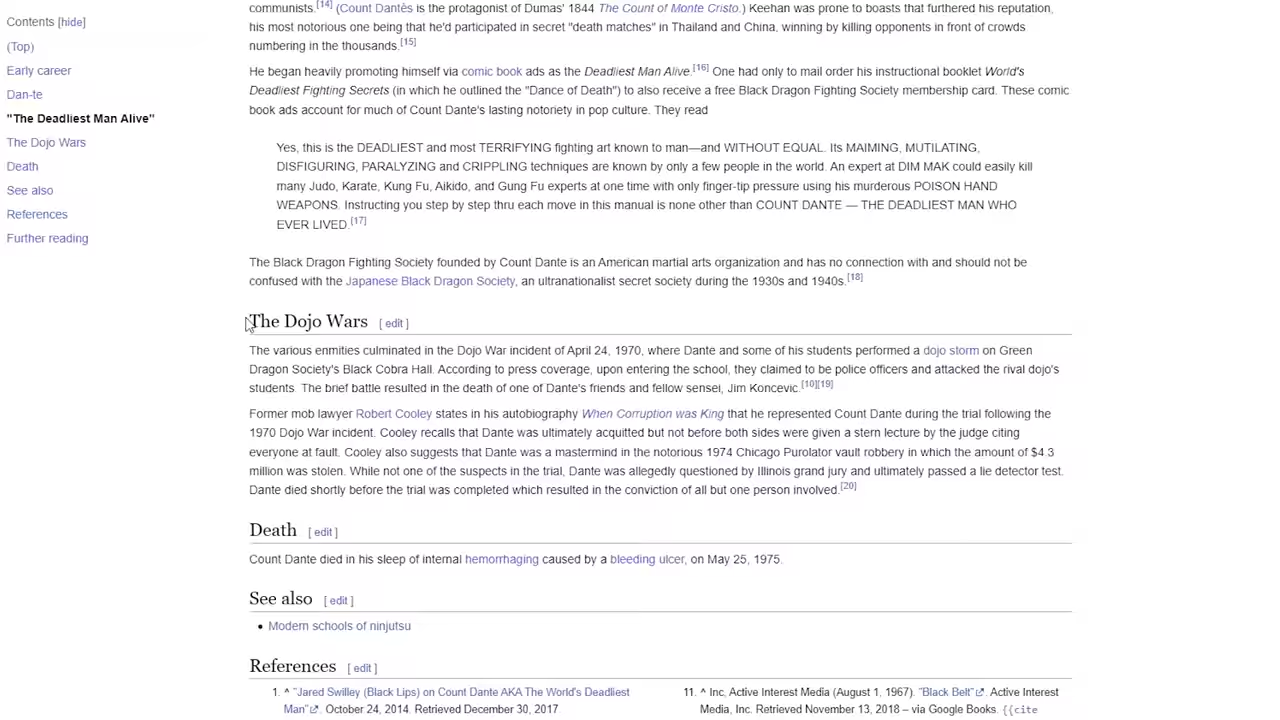 Contents [hide]
(Top)
Early career
Dan-te
"The Deadliest Man Alive"
The Dojo Wars
Death
See also
References
Further reading
communists.[14] (Count Dantès is the protagonist of Dumas' 1844 The Count of Monte Cristo.) Keehan was prone to boasts that furthered his reputation,
his most notorious one being that he'd participated in secret "death matches" in Thailand and China, winning by killing opponents in front of crowds
numbering in the thousands.[15]
He began heavily promoting himself via comic book ads as the Deadliest Man Alive.[16] One had only to mail order his instructional booklet World's
Deadliest Fighting Secrets (in which he outlined the "Dance of Death") to also receive a free Black Dragon Fighting Society membership card. These comic
book ads account for much of Count Dante's lasting notoriety in pop culture. They read
Yes, this is the DEADLIEST and most TERRIFYING fighting art known to man—and WITHOUT EQUAL. Its MAIMING, MUTILATING,
DISFIGURING, PARALYZING and CRIPPLING techniques are known by only a few people in the world. An expert at DIM MAK could easily kill
many Judo, Karate, Kung Fu, Aikido, and Gung Fu experts at one time with only finger-tip pressure using his murderous POISON HAND
WEAPONS. Instructing you step by step thru each move in this manual is none other than COUNT DANTE — THE DEADLIEST MAN WHO
EVER LIVED.[17]
The Black Dragon Fighting Society founded by Count Dante is an American martial arts organization and has no connection with and should not be
confused with the Japanese Black Dragon Society, an ultranationalist secret society during the 1930s and 1940s.[18]
The Dojo Wars [ edit ]
The various enmities culminated in the Dojo War incident of April 24, 1970, where Dante and some of his students performed a dojo storm on Green
Dragon Society's Black Cobra Hall. According to press coverage, upon entering the school, they claimed to be police officers and attacked the rival dojo's
students. The brief battle resulted in the death of one of Dante's friends and fellow sensei, Jim Koncevic.[10][19]
Former mob lawyer Robert Cooley states in his autobiography When Corruption was King that he represented Count Dante during the trial following the
1970 Dojo War incident. Cooley recalls that Dante was ultimately acquitted but not before both sides were given a stern lecture by the judge citing
everyone at fault. Cooley also suggests that Dante was a mastermind in the notorious 1974 Chicago Purolator vault robbery in which the amount of $4.3
million was stolen. While not one of the suspects in the trial, Dante was allegedly questioned by Illinois grand jury and ultimately passed a lie detector test.
Dante died shortly before the trial was completed which resulted in the conviction of all but one person involved.[20]
Death [ edit ]
Count Dante died in his sleep of internal hemorrhaging caused by a bleeding ulcer, on May 25, 1975.
See also [ edit ]
• Modern schools of ninjutsu
References [ edit ]
1. ^ "Jared Swilley (Black Lips) on Count Dante AKA The World's Deadliest
Man". October 24, 2014. Retrieved December 30, 2017.
11. ^ Inc, Active Interest Media (August 1, 1967). "Black Belt". Active Interest
Media, Inc. Retrieved November 13, 2018 – via Google Books. {{cite